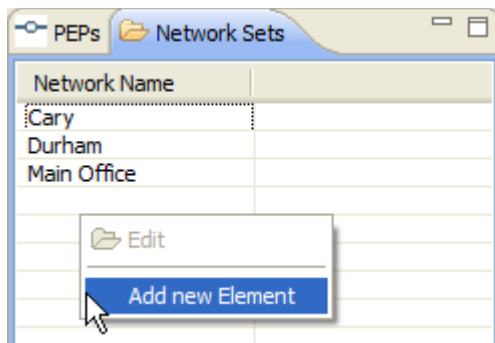 PEPs Network Sets
Network Name
Cary
Durham
Main Office
Edit
Add new Element